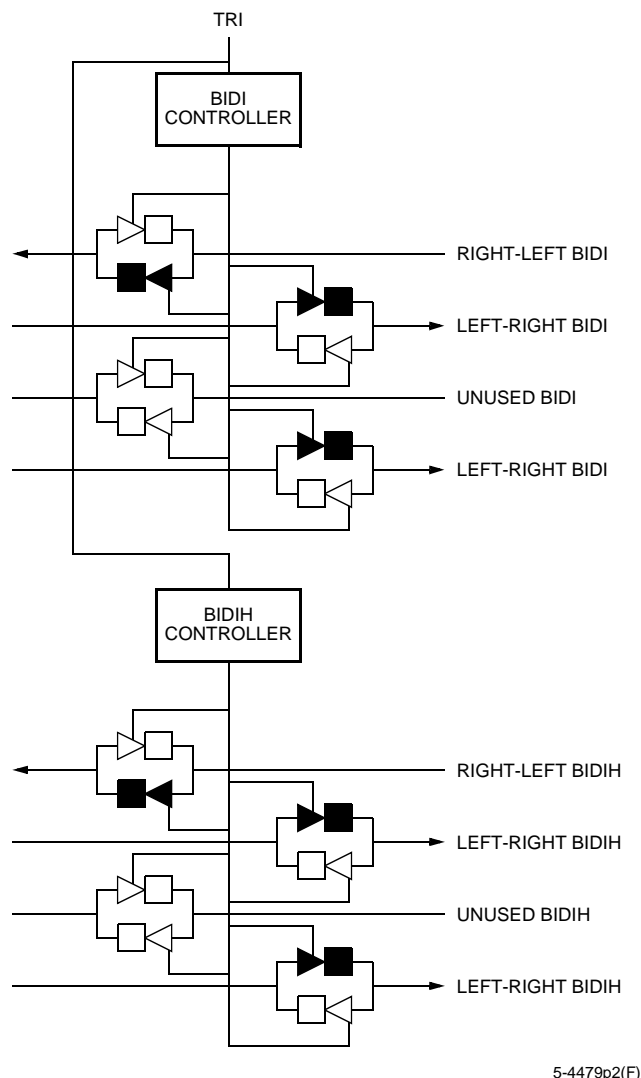 TRI
BIDI
CONTROLLER
RIGHT-LEFT BIDI
LEFT-RIGHT BIDI
UNUSED BIDI
LEFT-RIGHT BIDI
BIDIH
CONTROLLER
RIGHT-LEFT BIDIH
LEFT-RIGHT BIDIH
UNUSED BIDIH
LEFT-RIGHT BIDIH
5-4479p2(F)